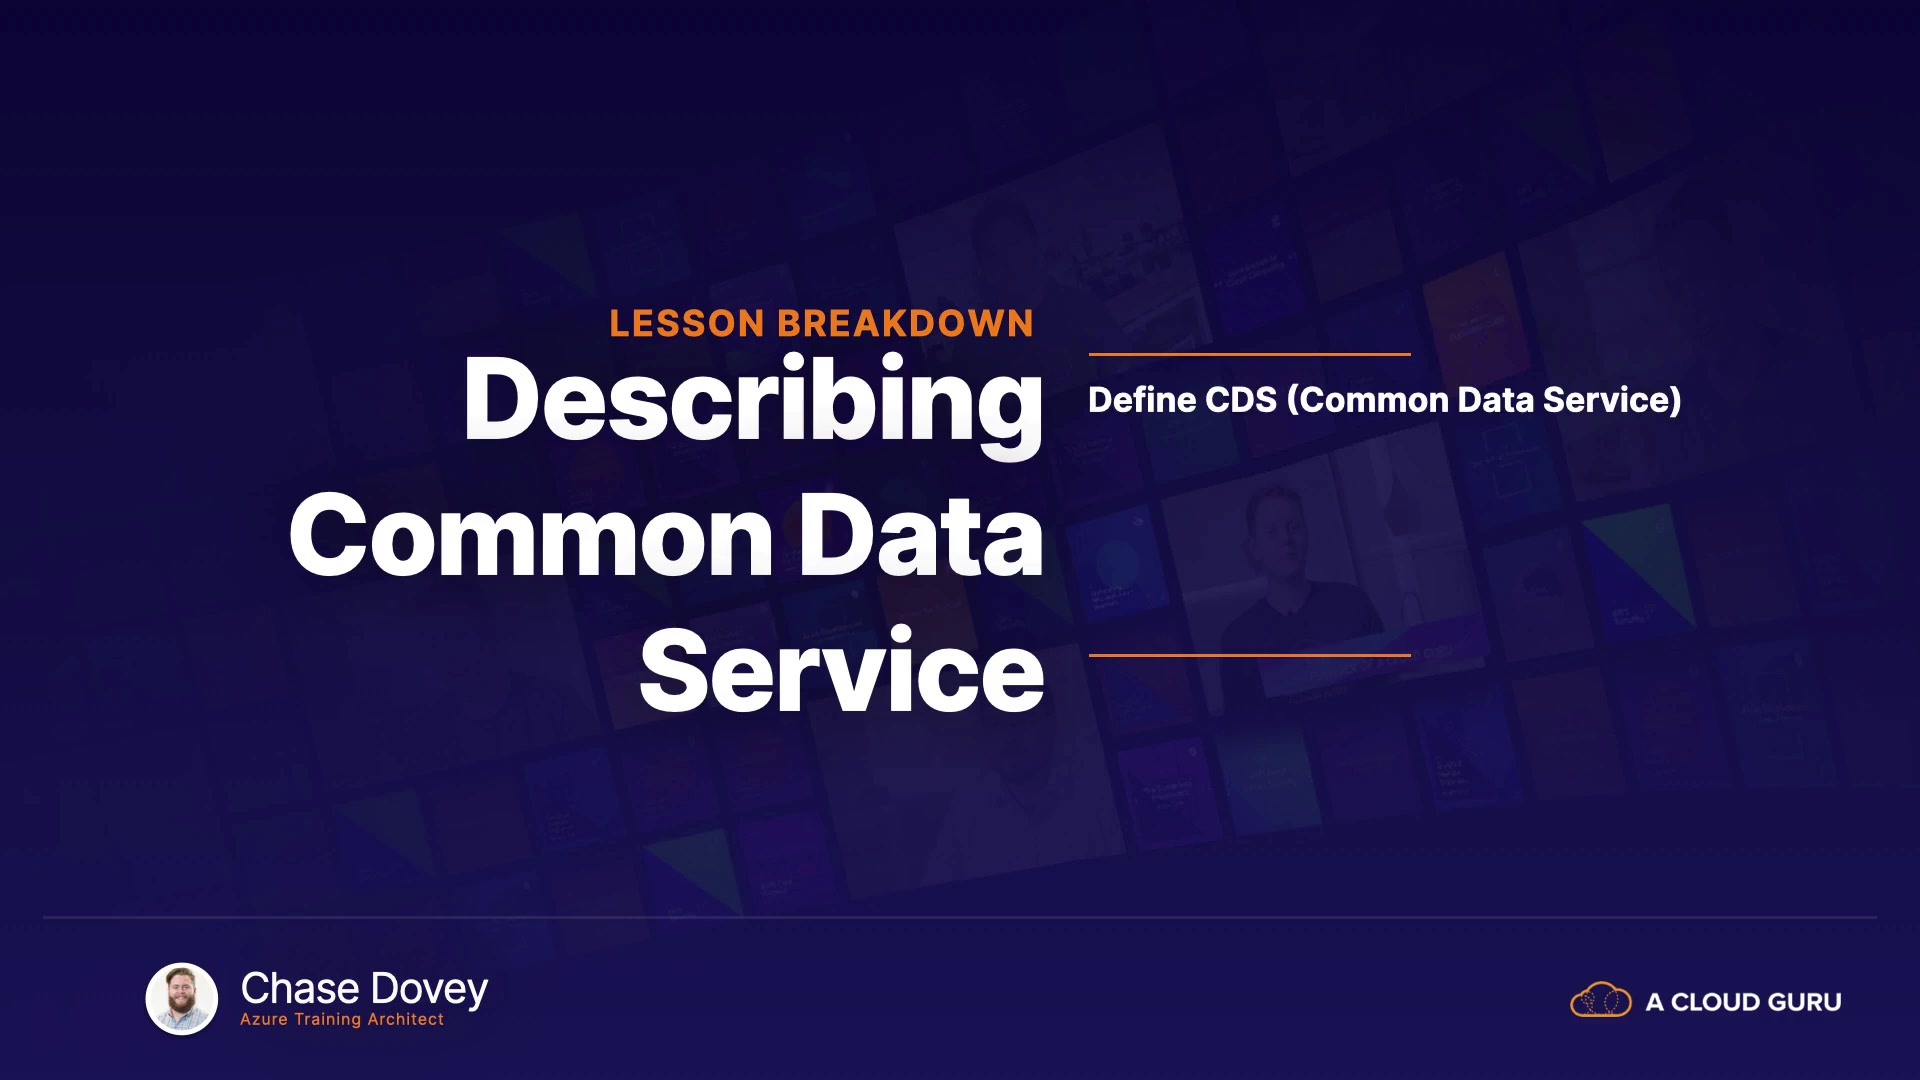 LESSON BREAKDOWN
Describing
Common Data
Service
Define CDS (Common Data Service)
Chase Dovey
Azure Training Architect
A CLOUD GURU